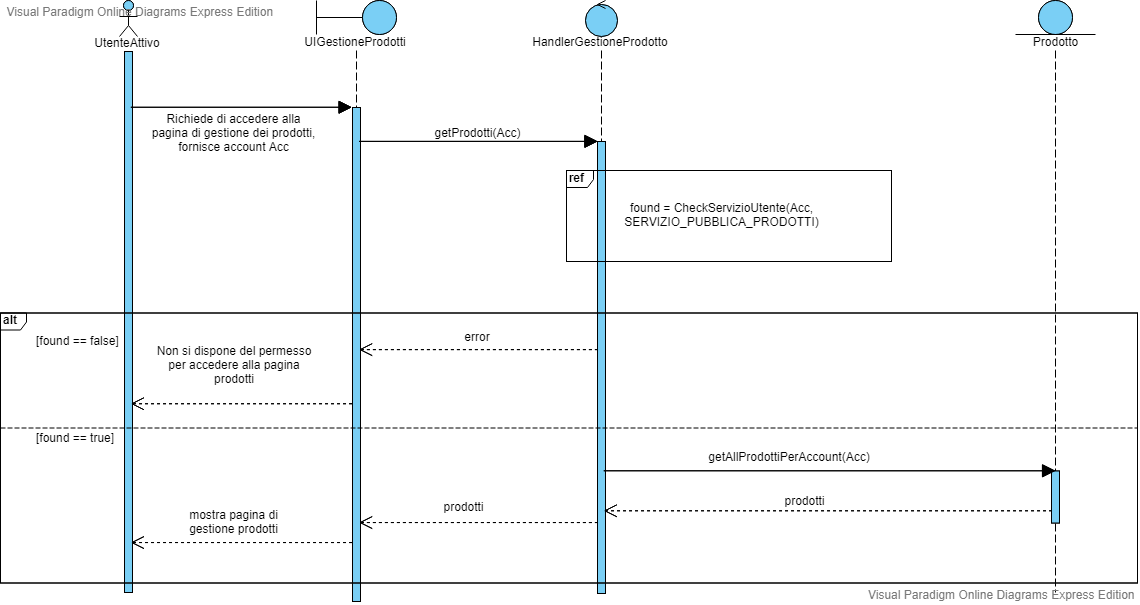 Visual Paradigm Online Diagrams Express Edition
UtenteAttivo
UIGestioneProdotti
HandlerGestioneProdotto
Prodotto
Richiede di accedere alla
pagina di gestione dei prodotti,
fornisce account Acc
getProdotti(Acc)
ref
found = CheckServizioUtente(Acc,
SERVIZIO_PUBBLICA_PRODOTTI)
alt
[found == false]
error
Non si dispone del permesso
per accedere alla pagina
prodotti
[found == true]
getAllProdottiPerAccount(Acc)
prodotti
prodotti
mostra pagina di
gestione prodotti
Visual Paradigm Online Diagrams Express Edition